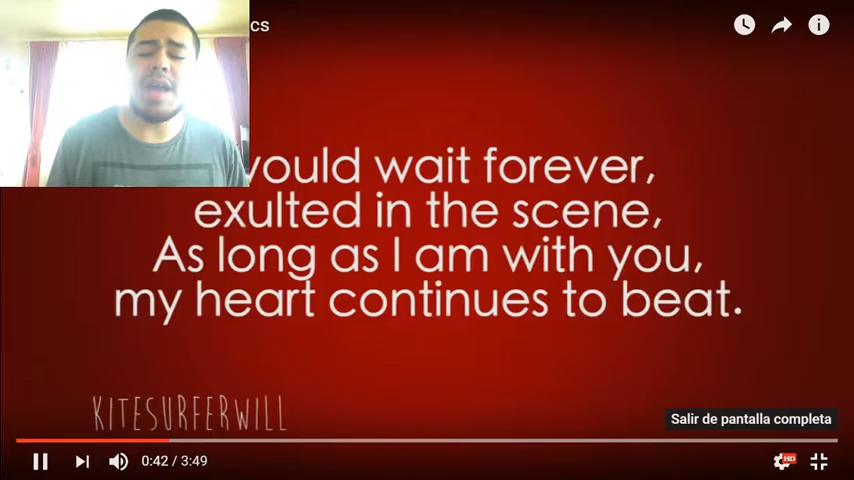 cs
would wait forever,
exulted in the scene,
As long as I am with you,
my heart continues to beat.
KITESURFERWILL
Salir de pantalla completa
0:42 / 3:49
HD